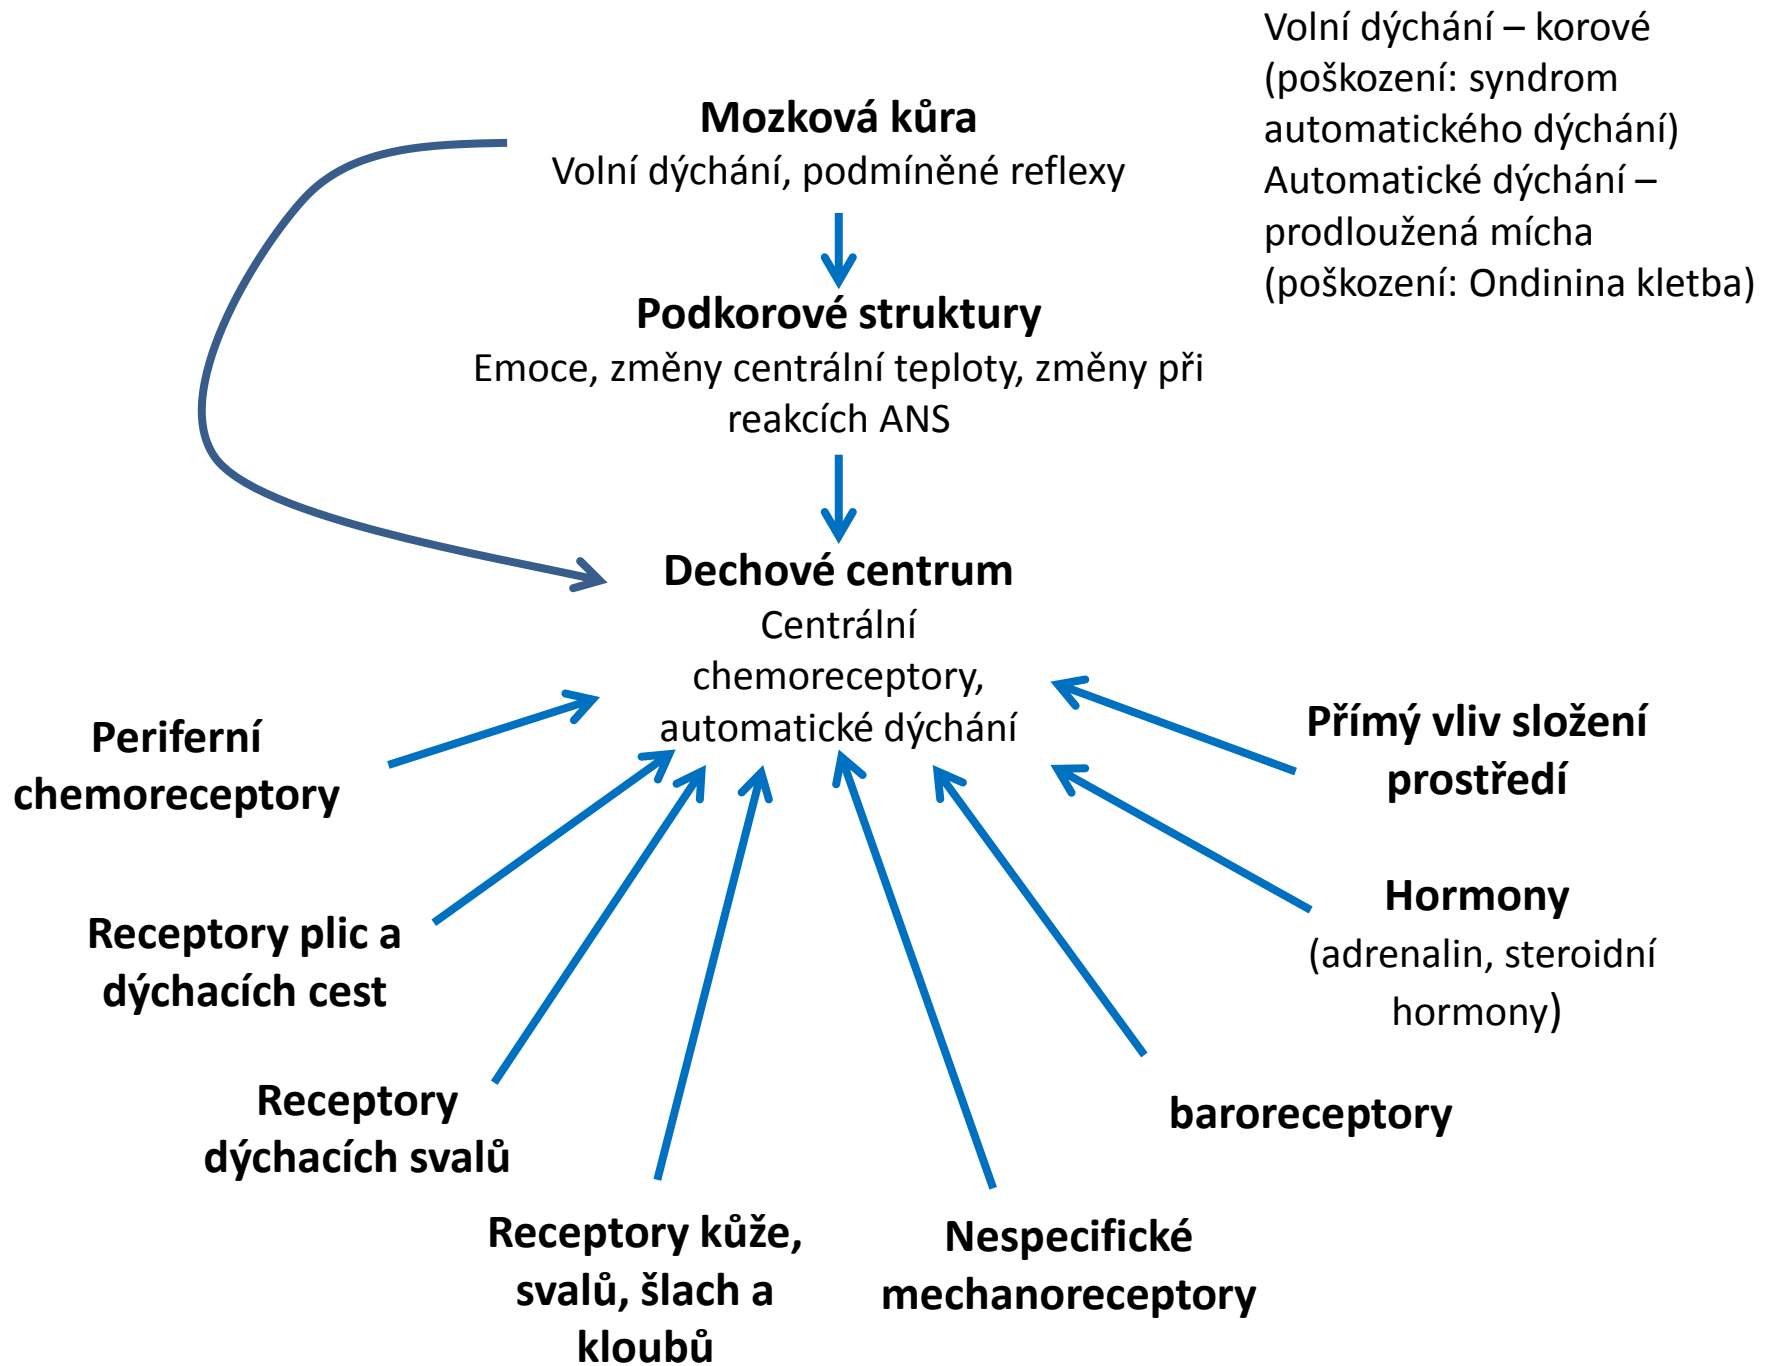 Volní dýchání – korové
(poškození: syndrom
automatického dýchání)
Automatické dýchání –
prodloužená mícha
(poškození: Ondinina kletba)
Mozková kůra
Volní dýchání, podmíněné reflexy
Podkorové struktury
Emoce, změny centrální teploty, změny při
reakcích ANS
Dechové centrum
Centrální
chemoreceptory,
automatické dýchání
Periferní
chemoreceptory
Receptory plic a
dýchacích cest
Receptory
dýchacích svalů
Receptory kůže,
svalů, šlach a
kloubů
Nespecifické
mechanoreceptory
baroreceptory
Hormony
(adrenalin, steroidní
hormony)
Přímý vliv složení
prostředí